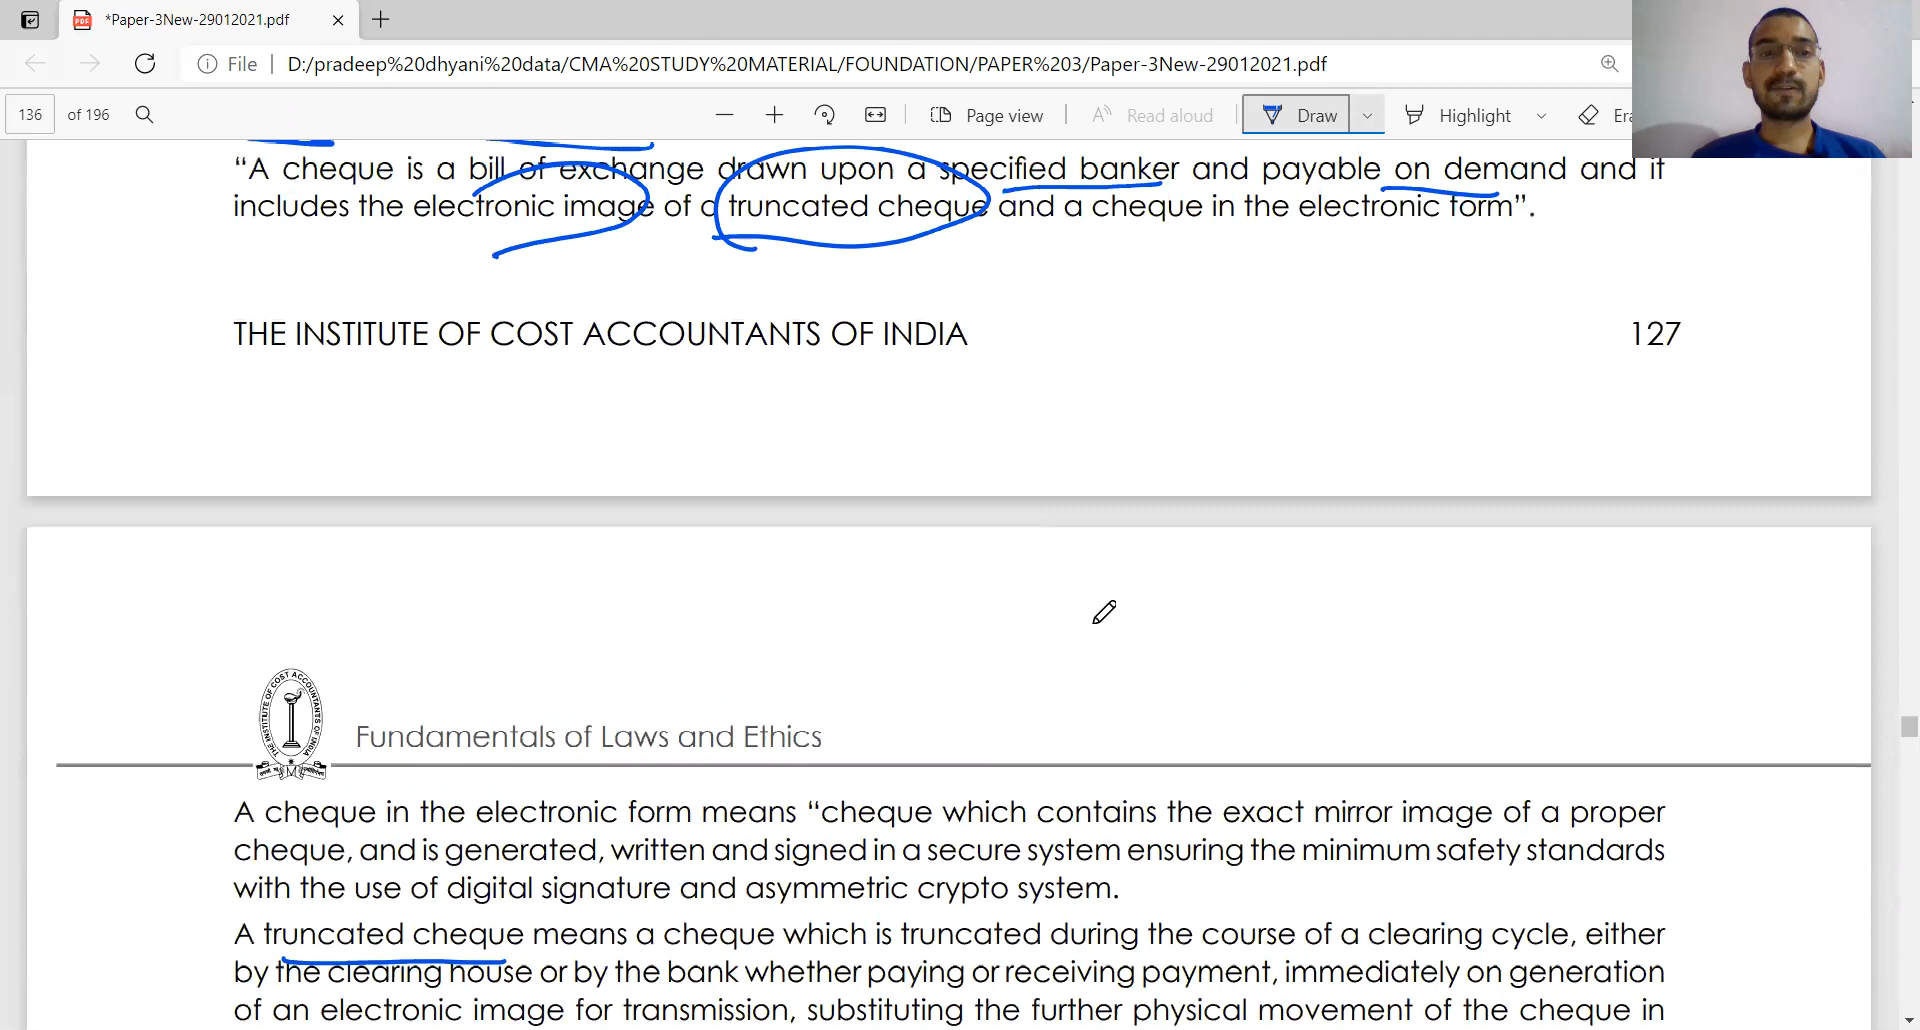 *Paper-3New-29012021.pdf
File
D:/pradeep%20dhyani%20data/CMA%20STUDY%20MATERIAL/FOUNDATION/PAPER%203/Paper-3New-29012021.pdf
136 of 196
Page view
Read aloud
Draw
Highlight
“A cheque is a bill of exchange drawn upon a specified banker and payable on demand and it
includes the electronic image of a truncated cheque and a cheque in the electronic form”.
THE INSTITUTE OF COST ACCOUNTANTS OF INDIA 127
THE INSTITUTE OF COST ACCOUNTANTS OF INDIA
Fundamentals of Laws and Ethics
A cheque in the electronic form means “cheque which contains the exact mirror image of a proper
cheque, and is generated, written and signed in a secure system ensuring the minimum safety standards
with the use of digital signature and asymmetric crypto system.
A truncated cheque means a cheque which is truncated during the course of a clearing cycle, either
by the clearing house or by the bank whether paying or receiving payment, immediately on generation
of an electronic image for transmission, substituting the further physical movement of the cheque in